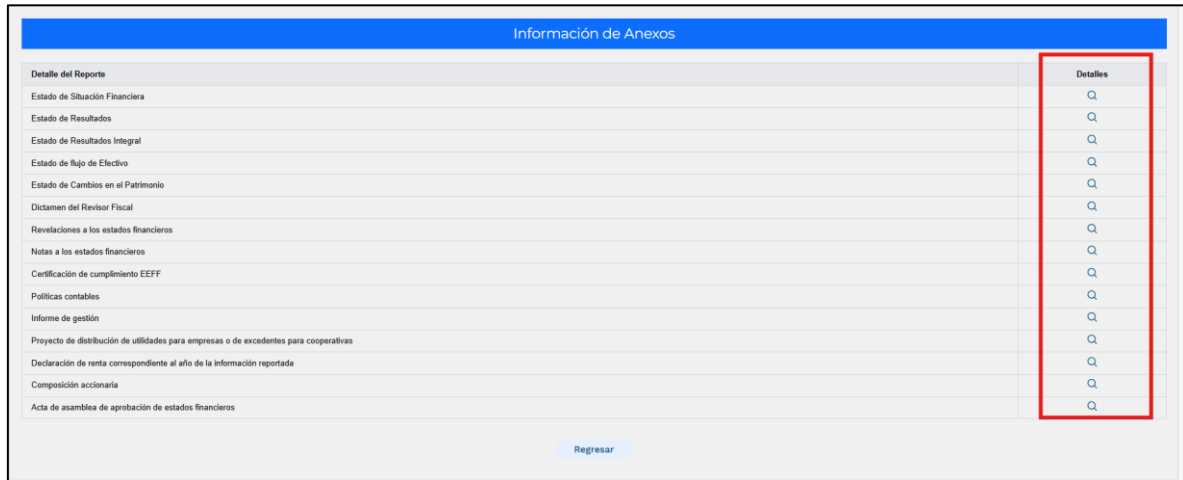 Información de Anexos
Detalle del Reporte Detalles
Estado de Situación Financiera
Estado de Resultados
Estado de Resultados Integral
Estado de flujo de Efectivo
Estado de Cambios en el Patrimonio
Dictamen del Revisor Fiscal
Revelaciones a los estados financieros
Notas a los estados financieros
Certificación de cumplimiento EEFF
Políticas contables
Informe de gestión
Proyecto de distribución de utilidades para empresas o de excedentes para cooperativas
Declaración de renta correspondiente al año de la información reportada
Composición accionaria
Acta de asamblea de aprobación de estados financieros
Regresar